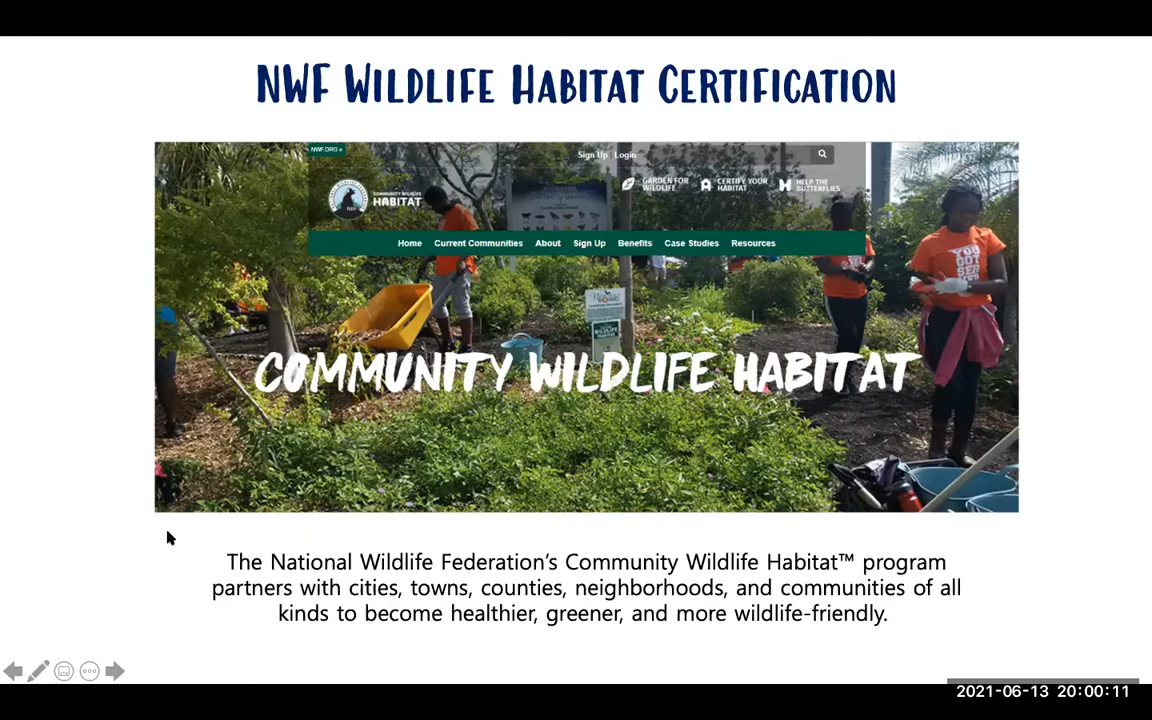 NWF WILDLIFE HABITAT CERTIFICATION
NWF.ORG »
Sign Up | Login
COMMUNITY WILDLIFE
HABITAT
GARDEN FOR
WILDLIFE
CERTIFY YOUR
HABITAT
HELP THE
BUTTERFLIES
Home Current Communities About Sign Up Benefits Case Studies Resources
YOU
GOT
COMMUNITY WILDLIFE HABITAT
The National Wildlife Federation’s Community Wildlife Habitat™ program
partners with cities, towns, counties, neighborhoods, and communities of all
kinds to become healthier, greener, and more wildlife-friendly.
2021-06-13 20:00:11